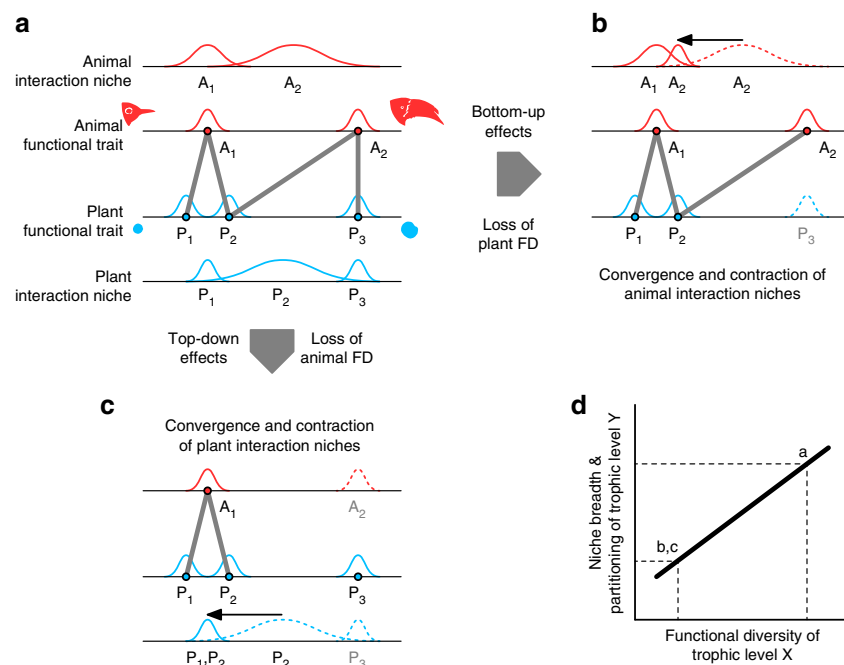 a
Animal
interaction niche
A₁ A₂
Animal
functional trait
A₁ A₂
Plant
functional trait
P₁ P₂ P₃
Plant
interaction niche
P₁ P₂ P₃
Bottom-up
effects
Loss of
plant FD
b
A₁ A₂ A₂
A₁ A₂
P₁ P₂ P₃
Convergence and contraction of
animal interaction niches
Top-down
effects
Loss of
animal FD
c
Convergence and contraction
of plant interaction niches
A₁ A₂
P₁ P₂ P₃
P₁,P₂ P₂ P₃
d
Niche breadth &
partitioning of trophic level Y
a
b,c
Functional diversity of
trophic level X